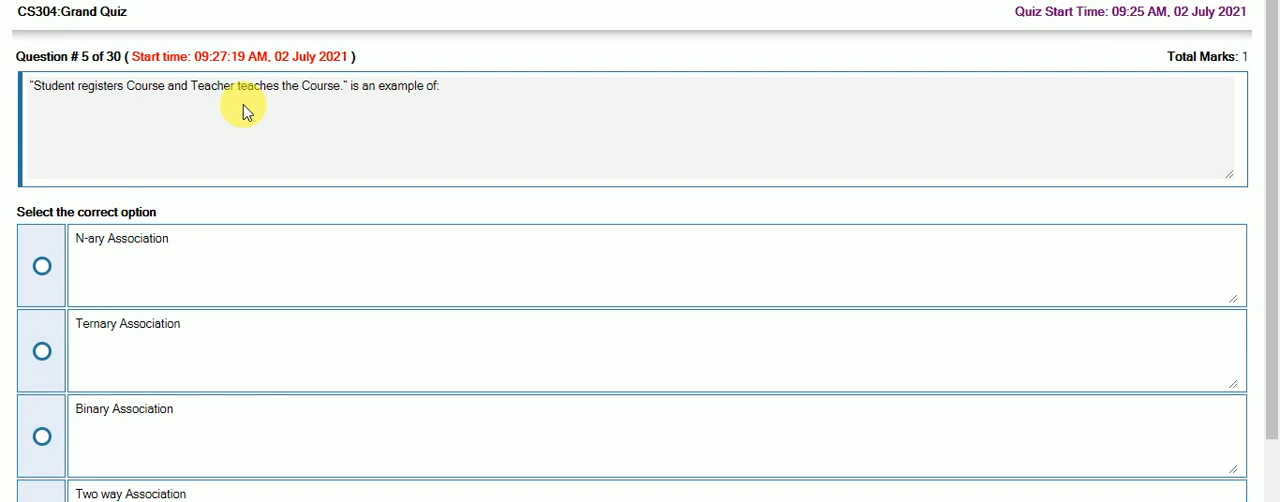 CS304:Grand Quiz
Quiz Start Time: 09:25 AM, 02 July 2021
Question # 5 of 30 ( Start time: 09:27:19 AM, 02 July 2021 )
Total Marks: 1
"Student registers Course and Teacher teaches the Course." is an example of:
Select the correct option
N-ary Association
Ternary Association
Binary Association
Two way Association